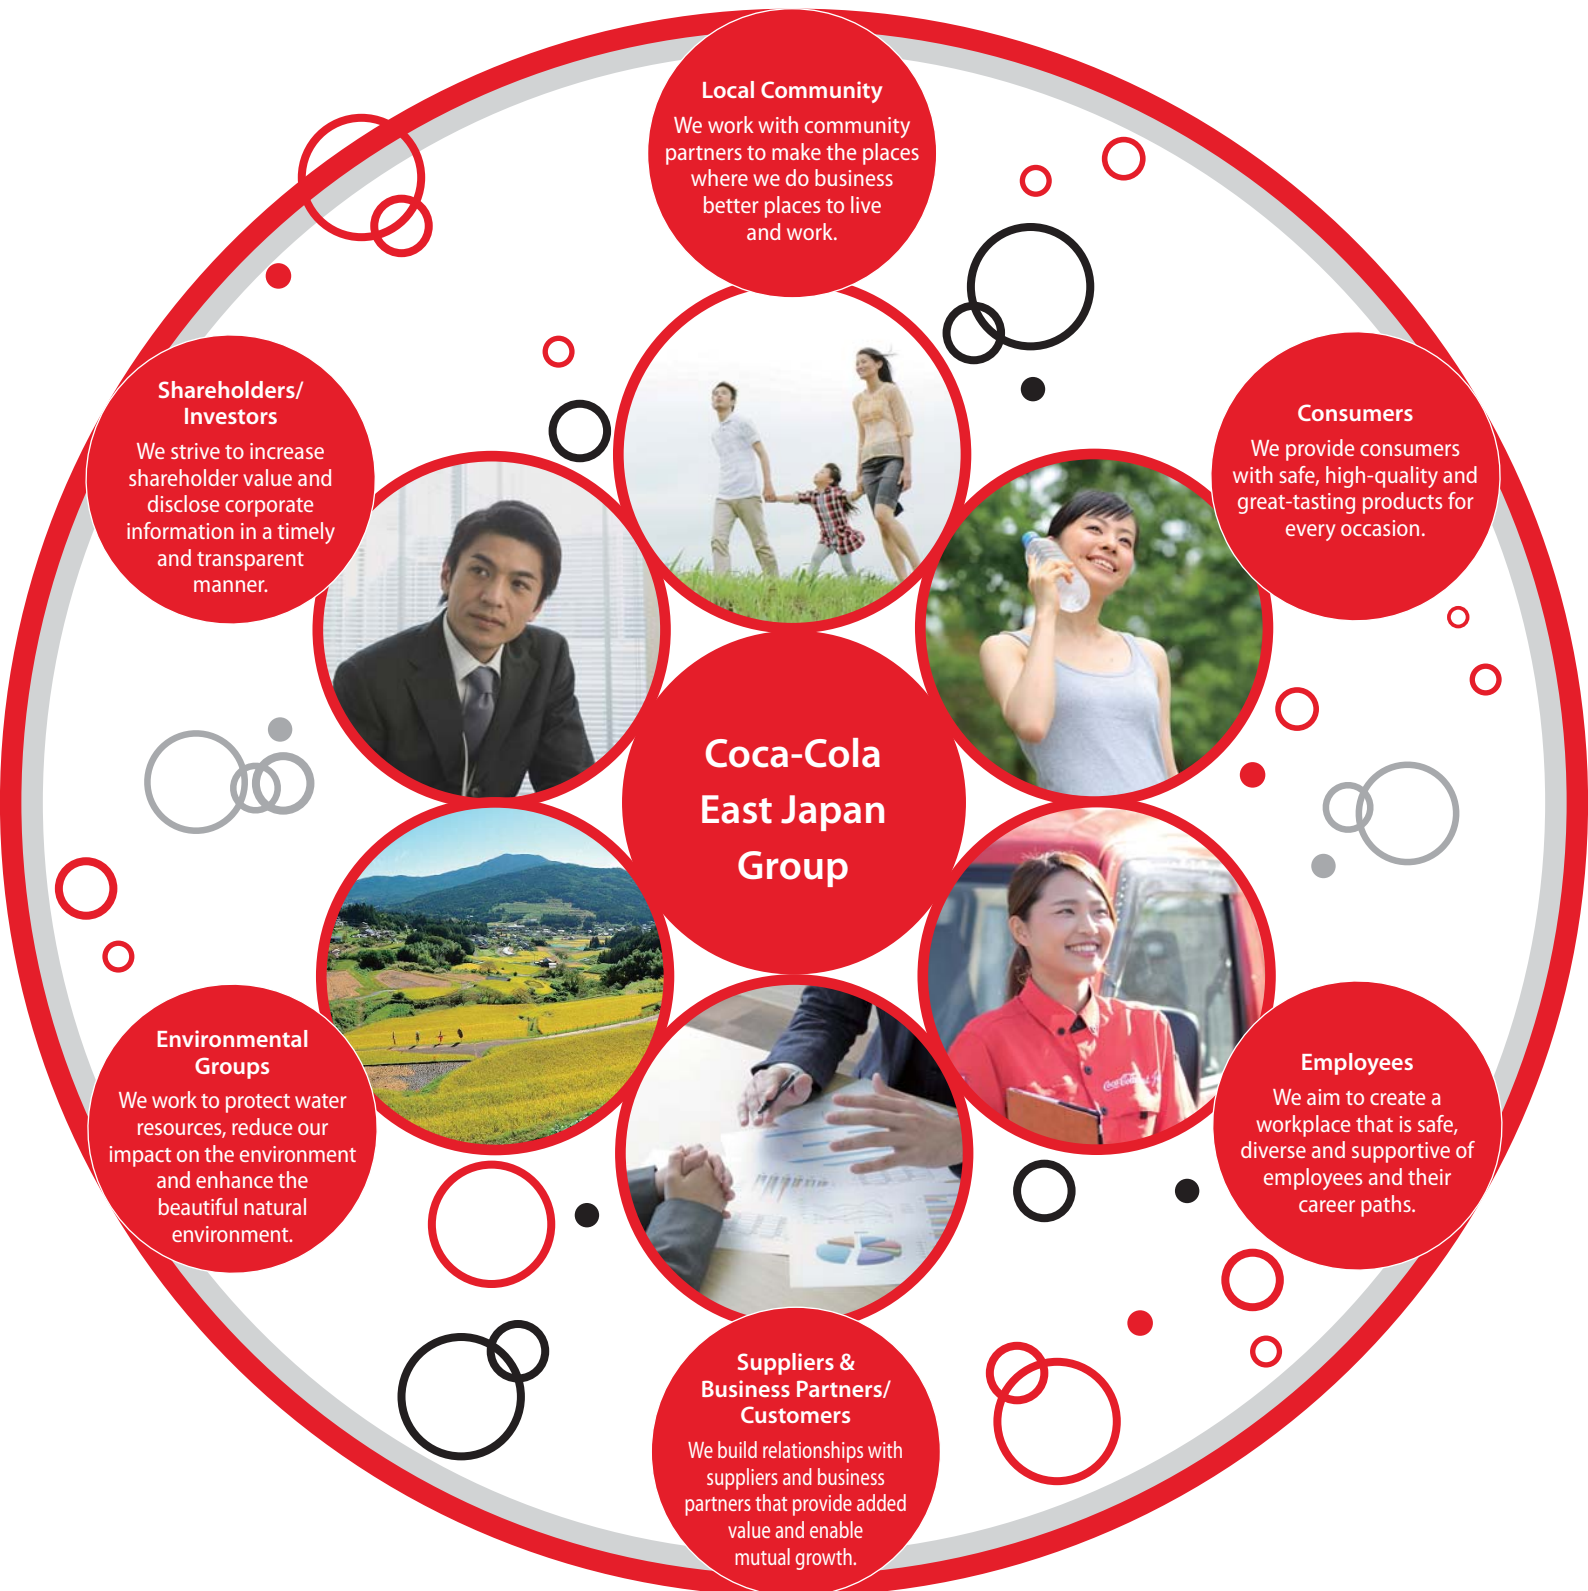 Local Community
We work with community
partners to make the places
where we do business
better places to live
and work.
Shareholders/
Investors
We strive to increase
shareholder value and
disclose corporate
information in a timely
and transparent
manner.
Consumers
We provide consumers
with safe, high-quality and
great-tasting products for
every occasion.
Coca-Cola
East Japan
Group
Environmental
Groups
We work to protect water
resources, reduce our
impact on the environment
and enhance the
beautiful natural
environment.
Employees
We aim to create a
workplace that is safe,
diverse and supportive of
employees and their
career paths.
Suppliers &
Business Partners/
Customers
We build relationships with
suppliers and business
partners that provide added
value and enable
mutual growth.